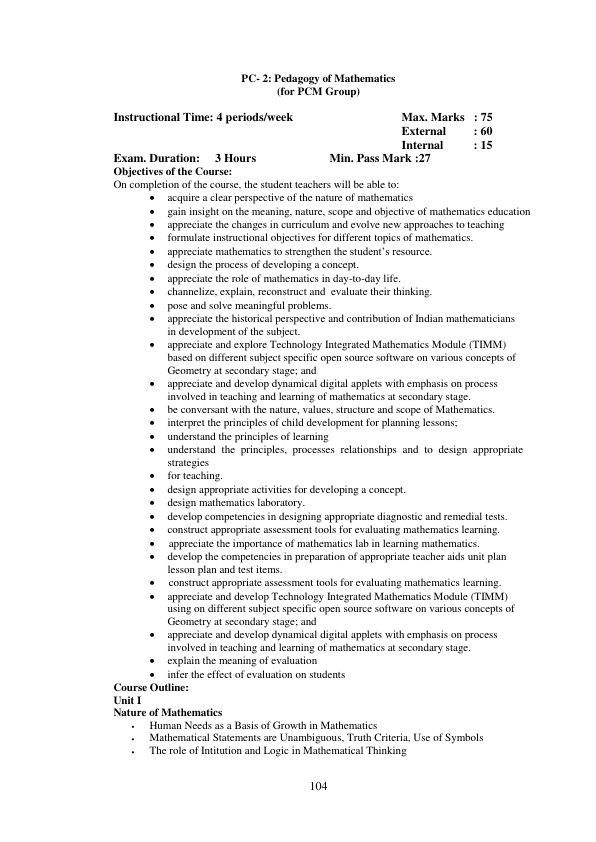 PC- 2: Pedagogy of Mathematics
(for PCM Group)
Instructional Time: 4 periods/week Max. Marks : 75
External : 60
Internal : 15
Exam. Duration: 3 Hours Min. Pass Mark :27
Objectives of the Course:
On completion of the course, the student teachers will be able to:
• acquire a clear perspective of the nature of mathematics
• gain insight on the meaning, nature, scope and objective of mathematics education
• appreciate the changes in curriculum and evolve new approaches to teaching
• formulate instructional objectives for different topics of mathematics.
• appreciate mathematics to strengthen the student's resource.
• design the process of developing a concept.
• appreciate the role of mathematics in day-to-day life.
• channelize, explain, reconstruct and evaluate their thinking.
• pose and solve meaningful problems.
• appreciate the historical perspective and contribution of Indian mathematicians
in development of the subject.
• appreciate and explore Technology Integrated Mathematics Module (TIMM)
based on different subject specific open source software on various concepts of
Geometry at secondary stage; and
• appreciate and develop dynamical digital applets with emphasis on process
involved in teaching and learning of mathematics at secondary stage.
• be conversant with the nature, values, structure and scope of Mathematics.
• interpret the principles of child development for planning lessons;
• understand the principles of learning
• understand the principles, processes relationships and to design appropriate
strategies
• for teaching.
• design appropriate activities for developing a concept.
• design mathematics laboratory.
• develop competencies in designing appropriate diagnostic and remedial tests.
• construct appropriate assessment tools for evaluating mathematics learning.
• appreciate the importance of mathematics lab in learning mathematics.
• develop the competencies in preparation of appropriate teacher aids unit plan
lesson plan and test items.
• construct appropriate assessment tools for evaluating mathematics learning.
• appreciate and develop Technology Integrated Mathematics Module (TIMM)
using on different subject specific open source software on various concepts of
Geometry at secondary stage; and
• appreciate and develop dynamical digital applets with emphasis on process
involved in teaching and learning of mathematics at secondary stage.
• explain the meaning of evaluation
• infer the effect of evaluation on students
Course Outline:
Unit I
Nature of Mathematics
• Human Needs as a Basis of Growth in Mathematics
• Mathematical Statements are Unambiguous, Truth Criteria, Use of Symbols
• The role of Intitution and Logic in Mathematical Thinking
104